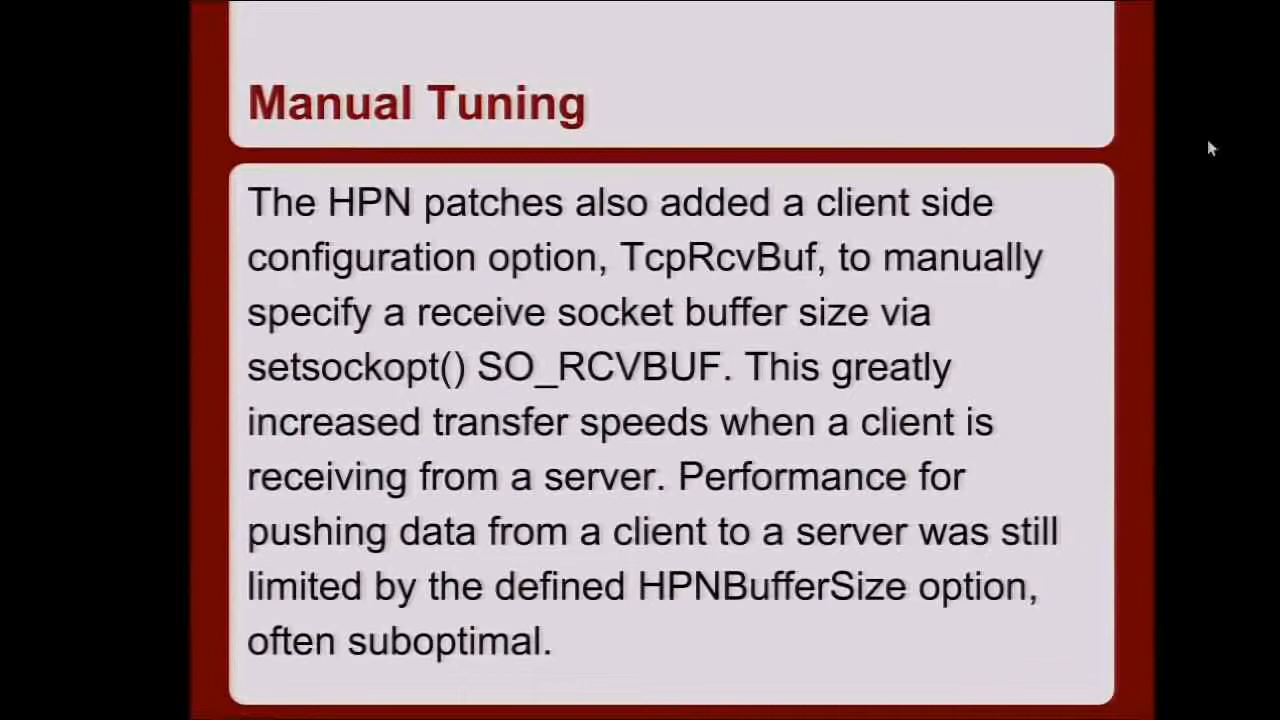 Manual Tuning
The HPN patches also added a client side
configuration option, TcpRcvBuf, to manually
specify a receive socket buffer size via
setsockopt() SO_RCVBUF. This greatly
increased transfer speeds when a client is
receiving from a server. Performance for
pushing data from a client to a server was still
limited by the defined HPNBufferSize option,
often suboptimal.